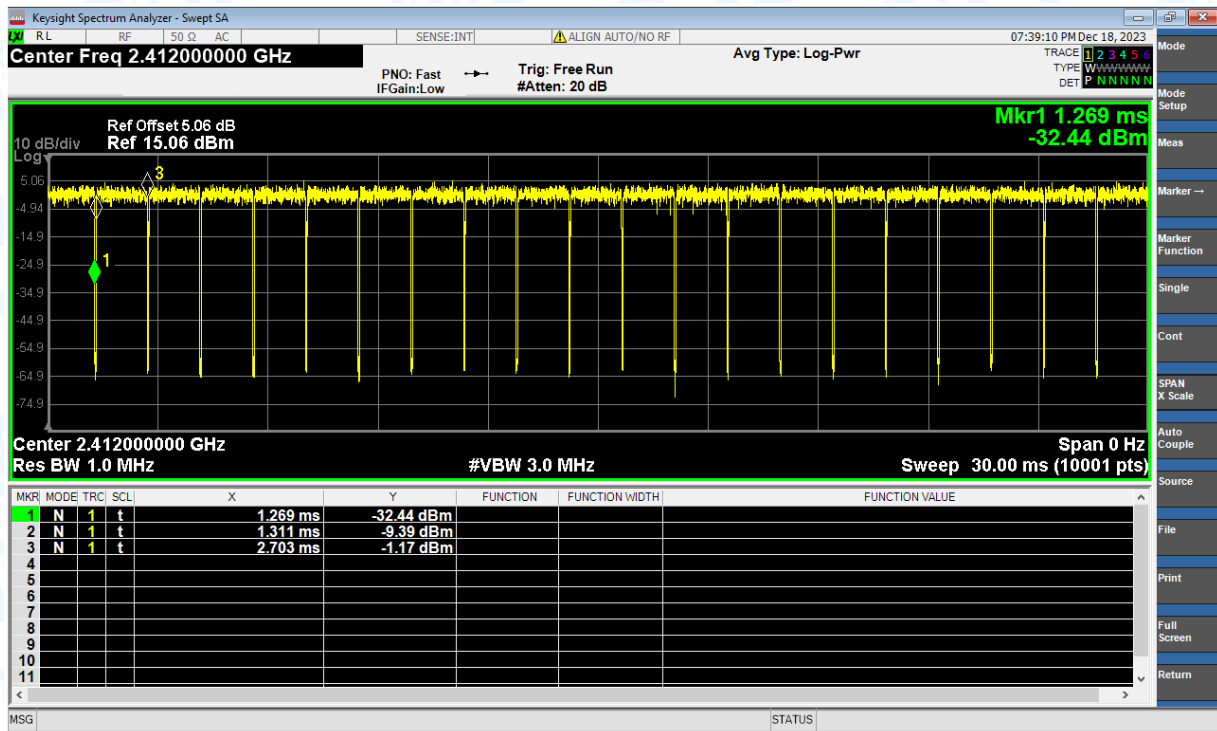 Keysight Spectrum Analyzer - Swept SA
LXI RL RF 50 Ω AC SENSE:INT ALIGN AUTO/NO RF 07:39:10 PM Dec 18, 2023
Center Freq 2.412000000 GHz
PNO: Fast
IFGain:Low
Trig: Free Run
#Atten: 20 dB
Avg Type: Log-Pwr
TRACE 1 2 3 4 5 6
TYPE WWWWWW
DET P N N N N N
Mkr1 1.269 ms
-32.44 dBm
Ref Offset 5.06 dB
10 dB/div Ref 15.06 dBm
Log
5.06
-4.94
-14.9
-24.9
-34.9
-44.9
-54.9
-64.9
-74.9
3
1
Center 2.412000000 GHz Span 0 Hz
Res BW 1.0 MHz #VBW 3.0 MHz Sweep 30.00 ms (10001 pts)
MKR MODE TRC SCL X Y FUNCTION FUNCTION WIDTH FUNCTION VALUE
1 N 1 t 1.269 ms -32.44 dBm
2 N 1 t 1.311 ms -9.39 dBm
3 N 1 t 2.703 ms -1.17 dBm
4
5
6
7
8
9
10
11
MSG STATUS
Mode
Mode
Setup
Meas
Marker →
Marker
Function
Single
Cont
SPAN
X Scale
Auto
Couple
Source
File
Print
Full
Screen
Return